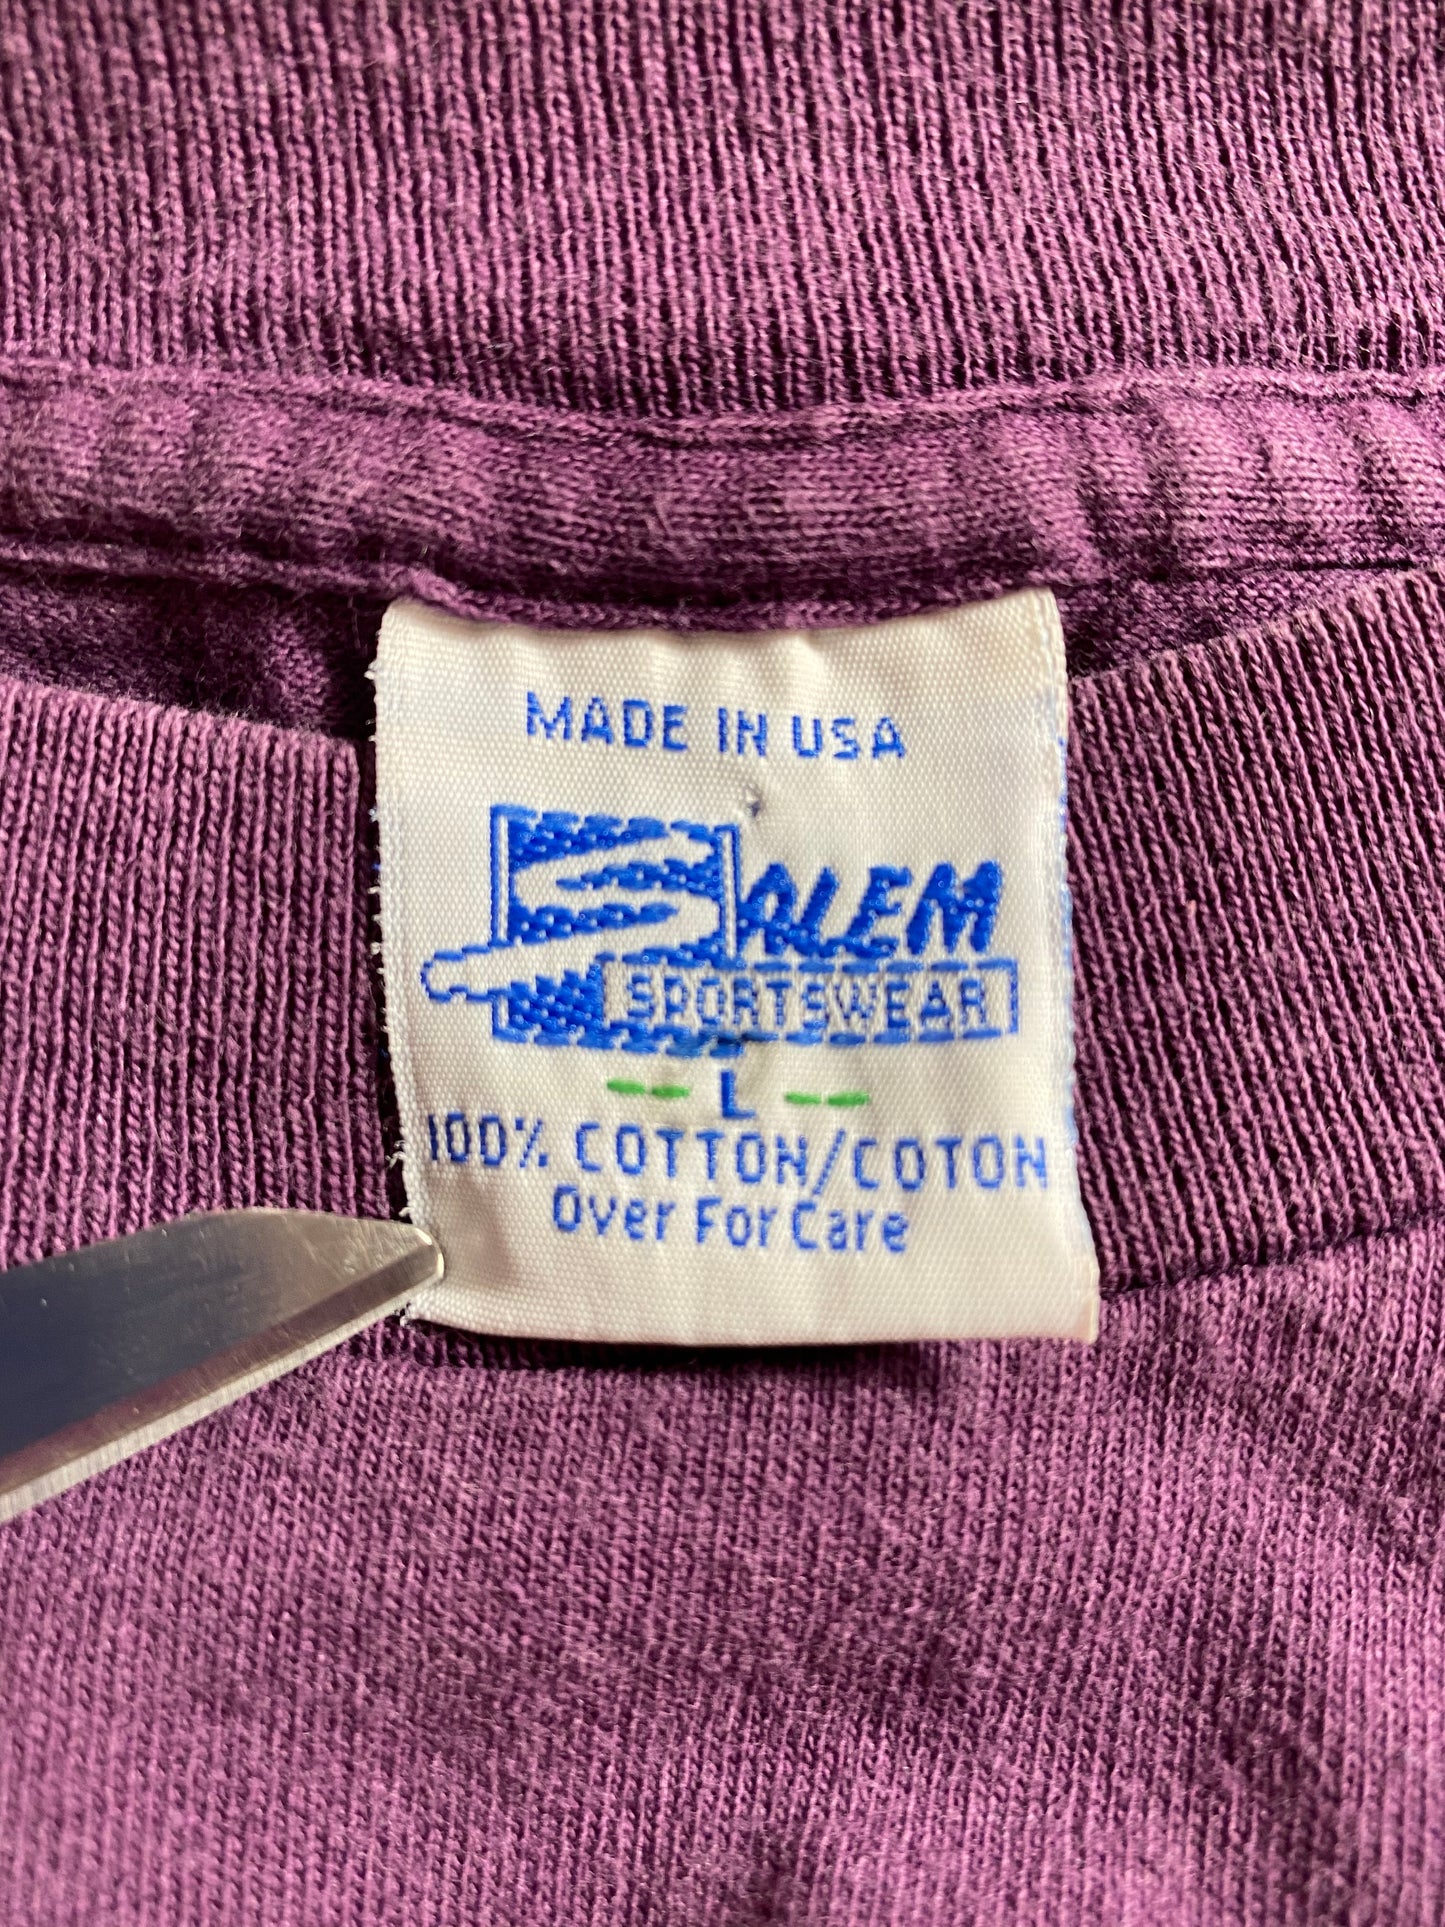 MADE IN USA
SALEM
SPORTSWEAR
-- L --
100% COTTON/COTON
Over For Care